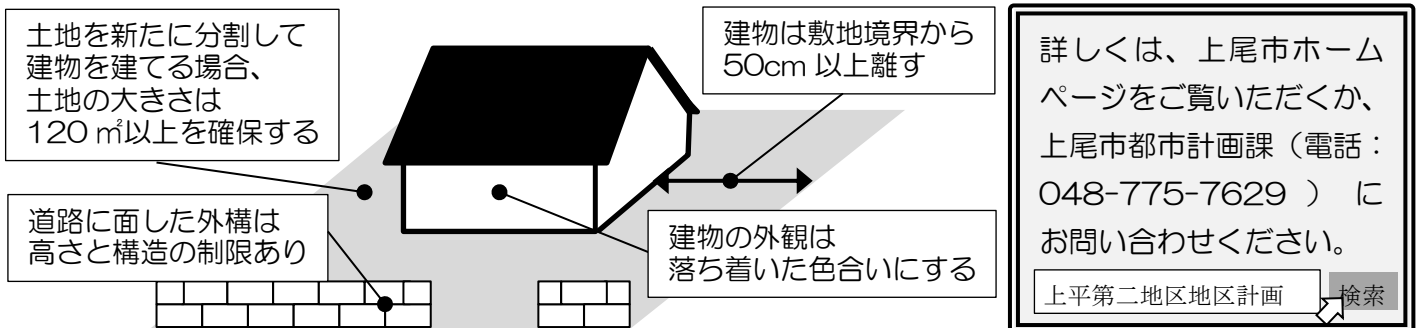 土地を新たに分割して
建物を建てる場合、
土地の大きさは
120㎡以上を確保する
道路に面した外構は
高さと構造の制限あり
建物は敷地境界から
50cm 以上離す
建物の外観は
落ち着いた色合いにする
詳しくは、上尾市ホーム
ページをご覧いただくか、
上尾市都市計画課（電話：
048-775-7629 ） に
お問い合わせください。
上平第二地区地区計画 検索